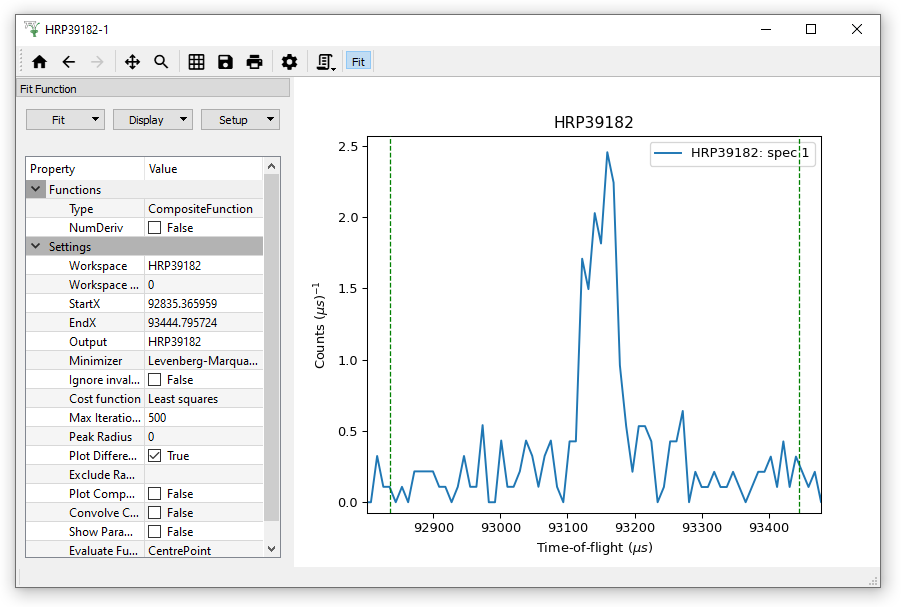 HRP39182-1
Fit
Fit Function
Fit Display Setup
Property Value
Functions
Type CompositeFunction
NumDeriv False
Settings
Workspace HRP39182
Workspace ... 0
StartX 92835.365959
EndX 93444.795724
Output HRP39182
Minimizer Levenberg-Marqua...
Ignore inval... False
Cost function Least squares
Max Iteratio... 500
Peak Radius 0
Plot Differe... True
Exclude Ra...
Plot Comp... False
Convolve C... False
Show Para... False
Evaluate Fu... CentrePoint
HRP39182
HRP39182: spec 1
2.5
2.0
1.5
1.0
0.5
0.0
Counts (μs)⁻¹
92900 93000 93100 93200 93300 93400
Time-of-flight (μs)